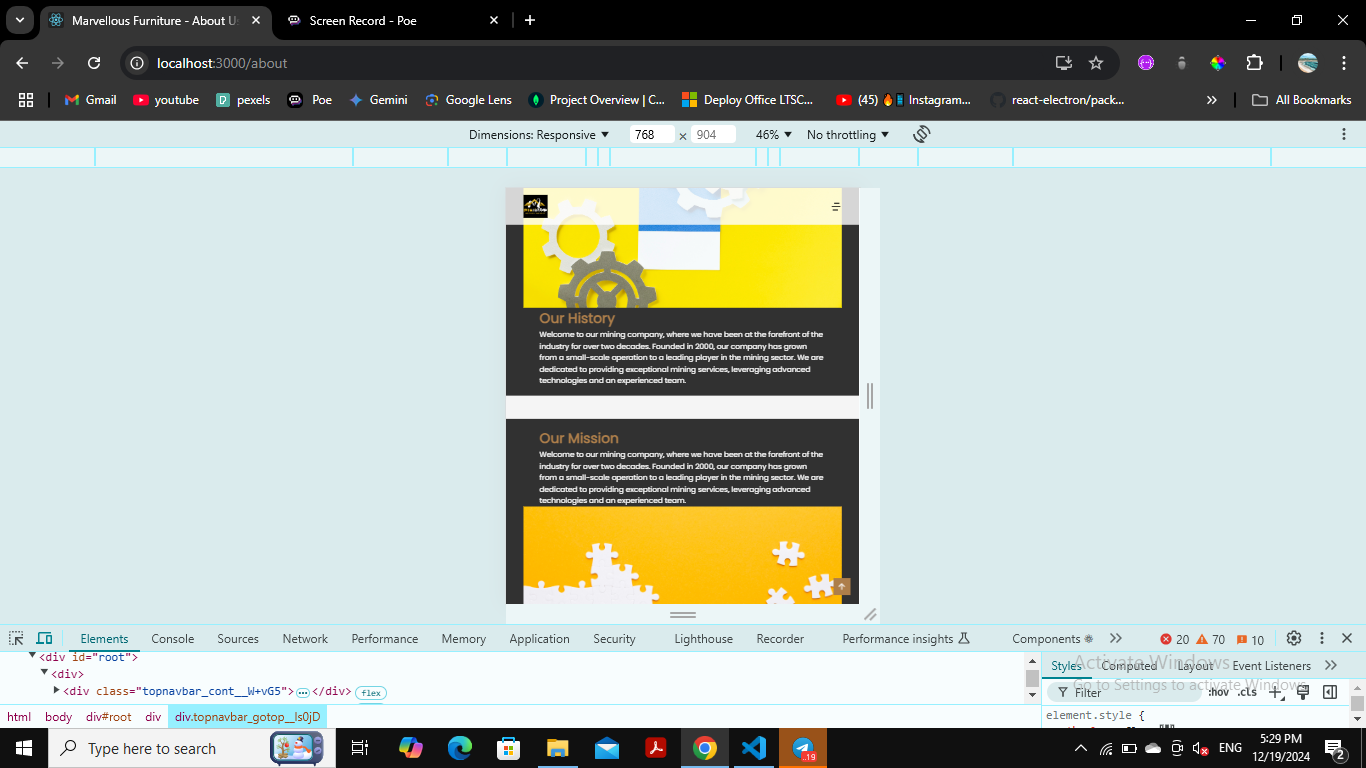 Marvellous Furniture - About U
Screen Record - Poe
localhost:3000/about
Gmail
youtube
pexels
Poe
Gemini
Google Lens
Project Overview | C...
Deploy Office LTSC...
(45) 🔥📱 Instagram...
react-electron/pack...
»
All Bookmarks
Dimensions: Responsive
768
×
904
46%
No throttling
Our History
Welcome to our mining company, where we have been at the forefront of the
industry for over two decades. Founded in 2000, our company has grown
from a small-scale operation to a leading player in the mining sector. We are
dedicated to providing exceptional mining services, leveraging advanced
technologies and an experienced team.
Our Mission
Welcome to our mining company, where we have been at the forefront of the
industry for over two decades. Founded in 2000, our company has grown
from a small-scale operation to a leading player in the mining sector. We are
dedicated to providing exceptional mining services, leveraging advanced
technologies and an experienced team.
Elements
Console
Sources
Network
Performance
Memory
Application
Security
Lighthouse
Recorder
Performance insights
Components
»
20
70
10
<div id="root">
<div>
<div class="topnavbar_cont__W+vG5">⋯</div> flex
html body div#root div div.topnavbar_gotop__Is0jD
Styles
Computed
Layout
Event Listeners
»
Filter
:hov
.cls
element.style {
Activate Windows
Go to Settings to activate Windows.
Type here to search
.19
ENG
5:29 PM
12/19/2024
2